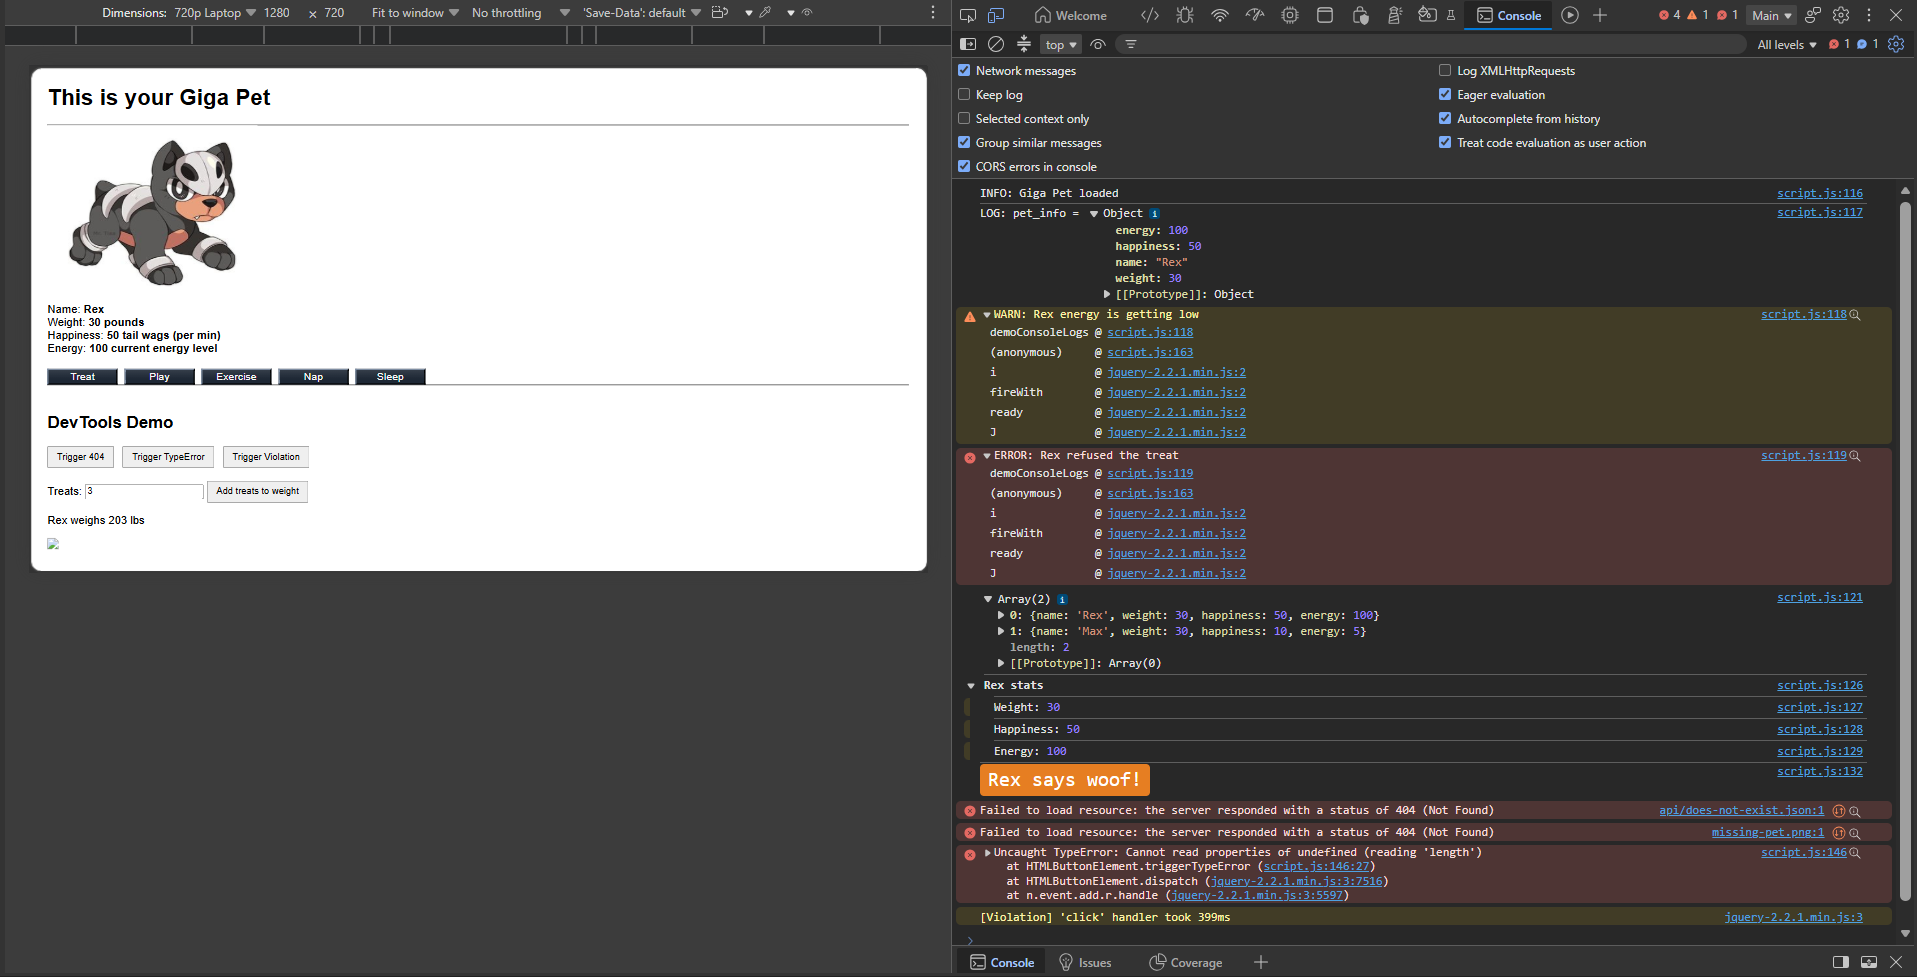 Dimensions: 720p Laptop 1280 x 720 Fit to window No throttling 'Save-Data': default
This is your Giga Pet
Name: Rex
Weight: 30 pounds
Happiness: 50 tail wags (per min)
Energy: 100 current energy level
Treat Play Exercise Nap Sleep
DevTools Demo
Trigger 404 Trigger TypeError Trigger Violation
Treats: 3 Add treats to weight
Rex weighs 203 lbs
Welcome Console 4 1 1 Main
top All levels 1 1
Network messages Log XMLHttpRequests
Keep log Eager evaluation
Selected context only Autocomplete from history
Group similar messages Treat code evaluation as user action
CORS errors in console
INFO: Giga Pet loaded script.js:116
LOG: pet_info = Object i script.js:117
energy: 100
happiness: 50
name: "Rex"
weight: 30
[[Prototype]]: Object
WARN: Rex energy is getting low script.js:118
demoConsoleLogs @ script.js:118
(anonymous) @ script.js:163
i @ jquery-2.2.1.min.js:2
fireWith @ jquery-2.2.1.min.js:2
ready @ jquery-2.2.1.min.js:2
J @ jquery-2.2.1.min.js:2
ERROR: Rex refused the treat script.js:119
demoConsoleLogs @ script.js:119
(anonymous) @ script.js:163
i @ jquery-2.2.1.min.js:2
fireWith @ jquery-2.2.1.min.js:2
ready @ jquery-2.2.1.min.js:2
J @ jquery-2.2.1.min.js:2
Array(2) i script.js:121
0: {name: 'Rex', weight: 30, happiness: 50, energy: 100}
1: {name: 'Max', weight: 30, happiness: 10, energy: 5}
length: 2
[[Prototype]]: Array(0)
Rex stats script.js:126
Weight: 30 script.js:127
Happiness: 50 script.js:128
Energy: 100 script.js:129
Rex says woof! script.js:132
Failed to load resource: the server responded with a status of 404 (Not Found) api/does-not-exist.json:1
Failed to load resource: the server responded with a status of 404 (Not Found) missing-pet.png:1
Uncaught TypeError: Cannot read properties of undefined (reading 'length') script.js:146
at HTMLButtonElement.triggerTypeError (script.js:146:27)
at HTMLButtonElement.dispatch (jquery-2.2.1.min.js:3:7516)
at n.event.add.r.handle (jquery-2.2.1.min.js:3:5597)
[Violation] 'click' handler took 399ms jquery-2.2.1.min.js:3
Console Issues Coverage